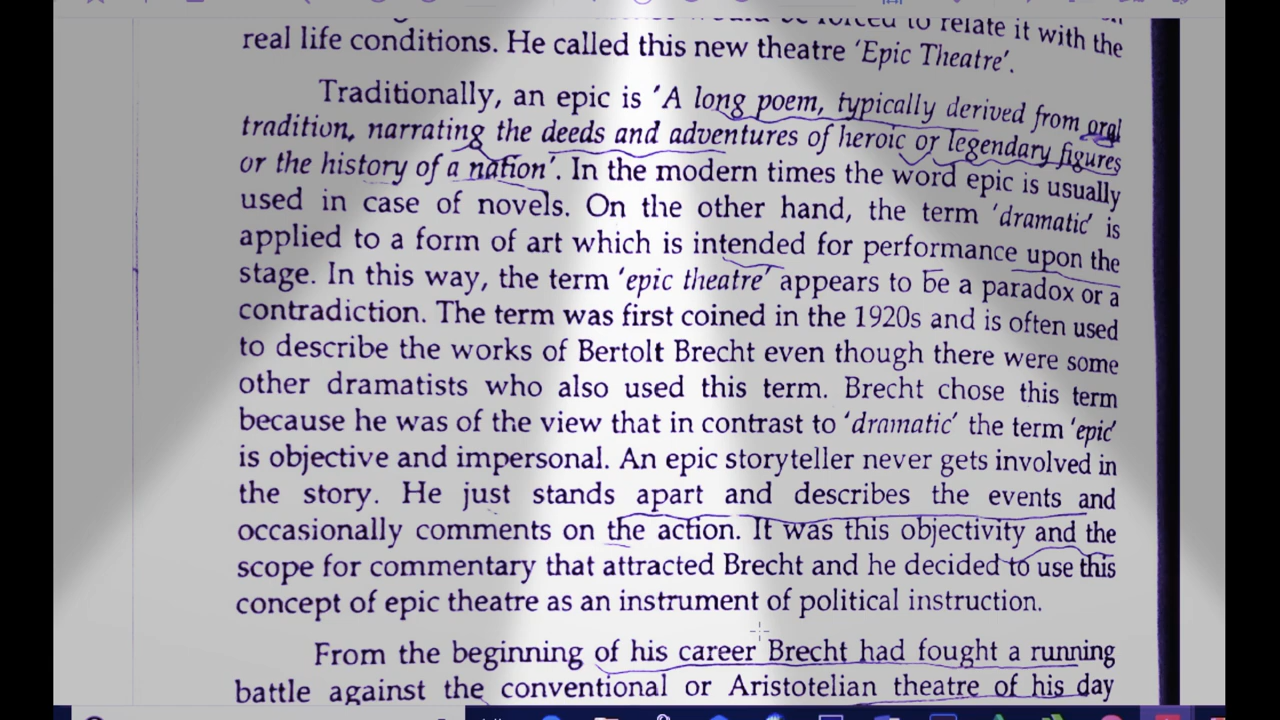 would be forced to relate it with the
real life conditions. He called this new theatre 'Epic Theatre'.
Traditionally, an epic is 'A long poem, typically derived from oral
tradition, narrating the deeds and adventures of heroic or legendary figures
or the history of a nation'. In the modern times the word epic is usually
used in case of novels. On the other hand, the term 'dramatic' is
applied to a form of art which is intended for performance upon the
stage. In this way, the term 'epic theatre' appears to be a paradox or a
contradiction. The term was first coined in the 1920s and is often used
to describe the works of Bertolt Brecht even though there were some
other dramatists who also used this term. Brecht chose this term
because he was of the view that in contrast to 'dramatic' the term 'epic'
is objective and impersonal. An epic storyteller never gets involved in
the story. He just stands apart and describes the events and
occasionally comments on the action. It was this objectivity and the
scope for commentary that attracted Brecht and he decided to use this
concept of epic theatre as an instrument of political instruction.
From the beginning of his career Brecht had fought a running
battle against the conventional or Aristotelian theatre of his day